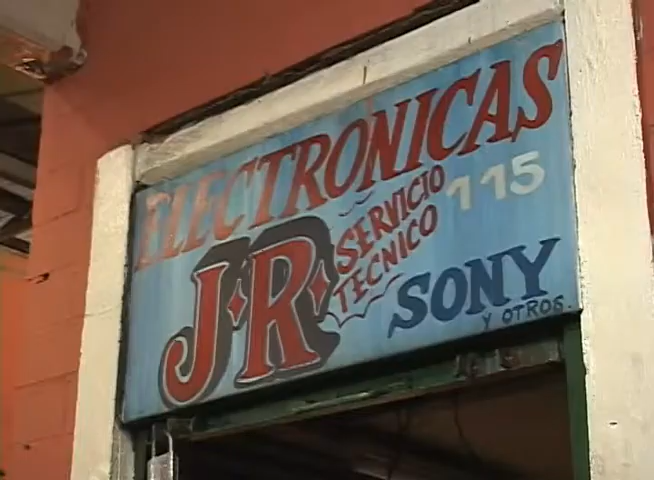 ELECTRONICAS
J·R·
SERVICIO
TECNICO
115
SONY
Y OTROS.